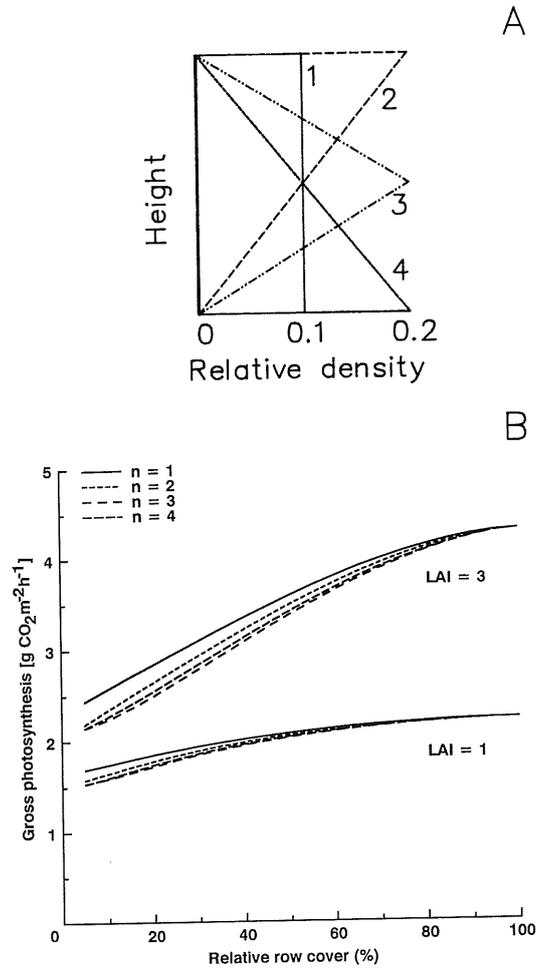 A
1
2
3
4
Height
0
0.1
0.2
Relative density
B
n = 1
n = 2
n = 3
n = 4
5
4
3
2
1
0
LAI = 3
LAI = 1
Gross photosynthesis [g CO2m-2h-1]
20
40
60
80
100
Relative row cover (%)